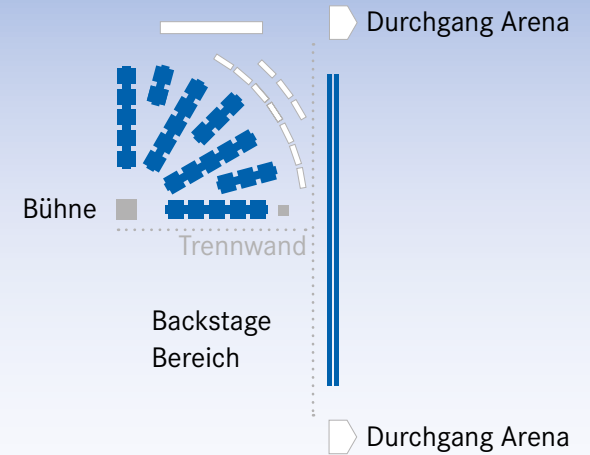 Durchgang Arena
Bühne
Trennwand
Backstage
Bereich
Durchgang Arena